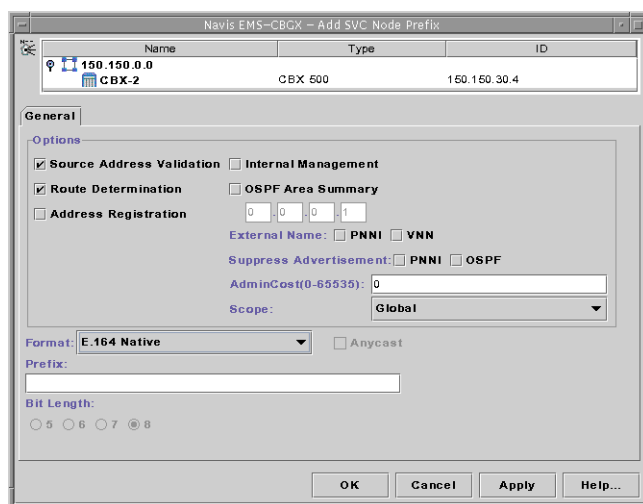 Navis EMS-CBGX - Add SVC Node Prefix
Name Type ID
150.150.0.0
CBX-2 CBX 500 150.150.30.4
General
Options
Source Address Validation Internal Management
Route Determination OSPF Area Summary
Address Registration 0 .0 .0 .1
External Name: PNNI VNN
Suppress Advertisement: PNNI OSPF
AdminCost(0-65535): 0
Scope: Global
Format: E.164 Native Anycast
Prefix:
Bit Length:
5 6 7 8
OK Cancel Apply Help...